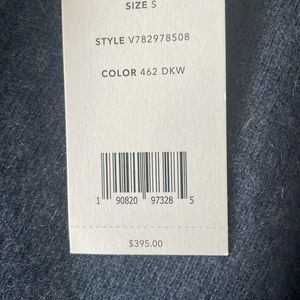 SIZE S
STYLE V782978508
COLOR 462 DKW
1 90820 97328 5
$395.00